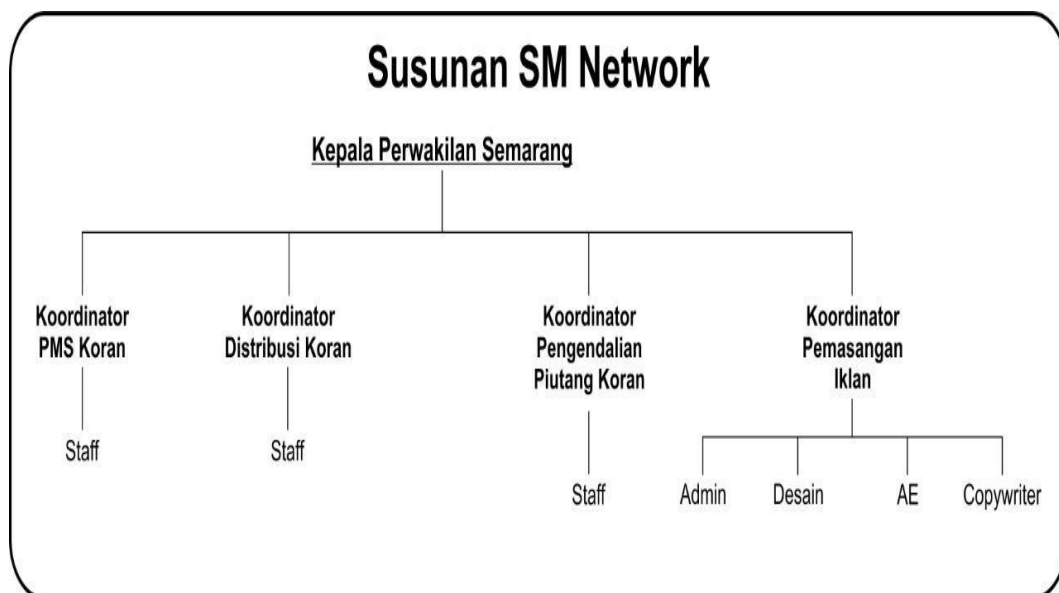 Susunan SM Network
Kepala Perwakilan Semarang
Koordinator
PMS Koran
Koordinator
Distribusi Koran
Koordinator
Pengendalian
Piutang Koran
Koordinator
Pemasangan
Iklan
Staff
Staff
Staff
Admin
Desain
AE
Copywriter